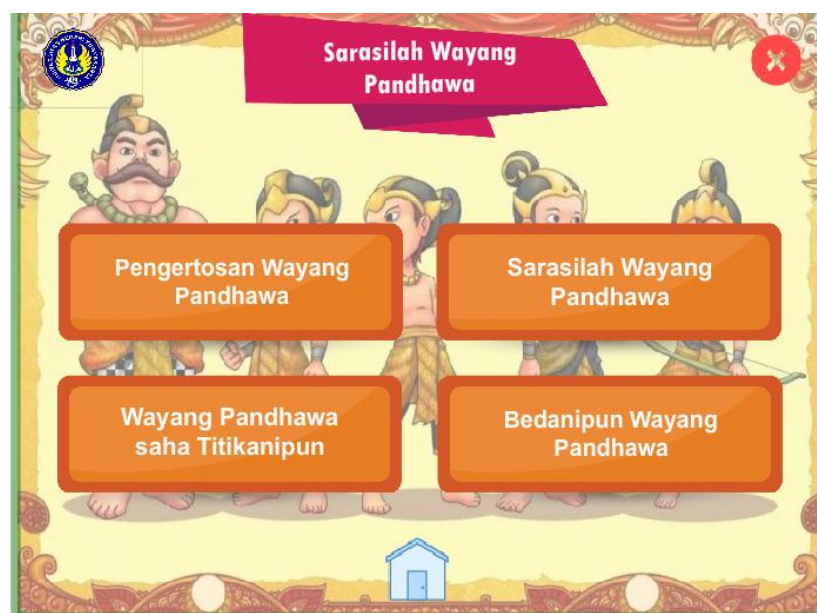 Sarasilah Wayang
Pandhawa
Pengertosan Wayang
Pandhawa
Sarasilah Wayang
Pandhawa
Wayang Pandhawa
saha Titikanipun
Bedanipun Wayang
Pandhawa